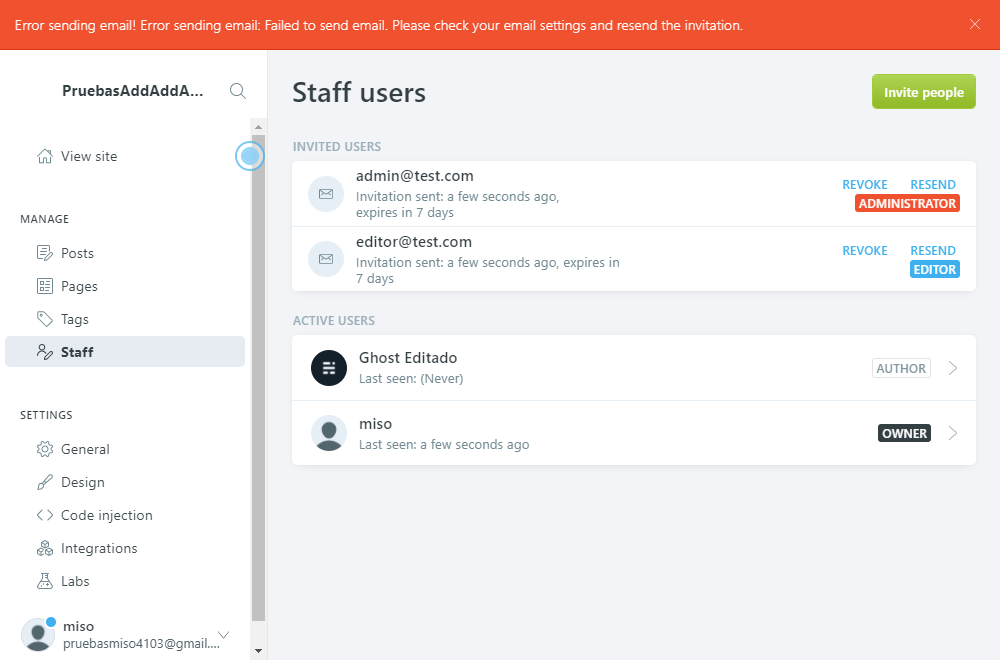 Error sending email! Error sending email: Failed to send email. Please check your email settings and resend the invitation.
PruebasAddAddA...
View site
MANAGE
Posts
Pages
Tags
Staff
SETTINGS
General
Design
Code injection
Integrations
Labs
miso
pruebasmiso4103@gmail....
Staff users
Invite people
INVITED USERS
admin@test.com
Invitation sent: a few seconds ago,
expires in 7 days
REVOKE RESEND
ADMINISTRATOR
editor@test.com
Invitation sent: a few seconds ago, expires in
7 days
REVOKE RESEND
EDITOR
ACTIVE USERS
Ghost Editado
Last seen: (Never)
AUTHOR
miso
Last seen: a few seconds ago
OWNER